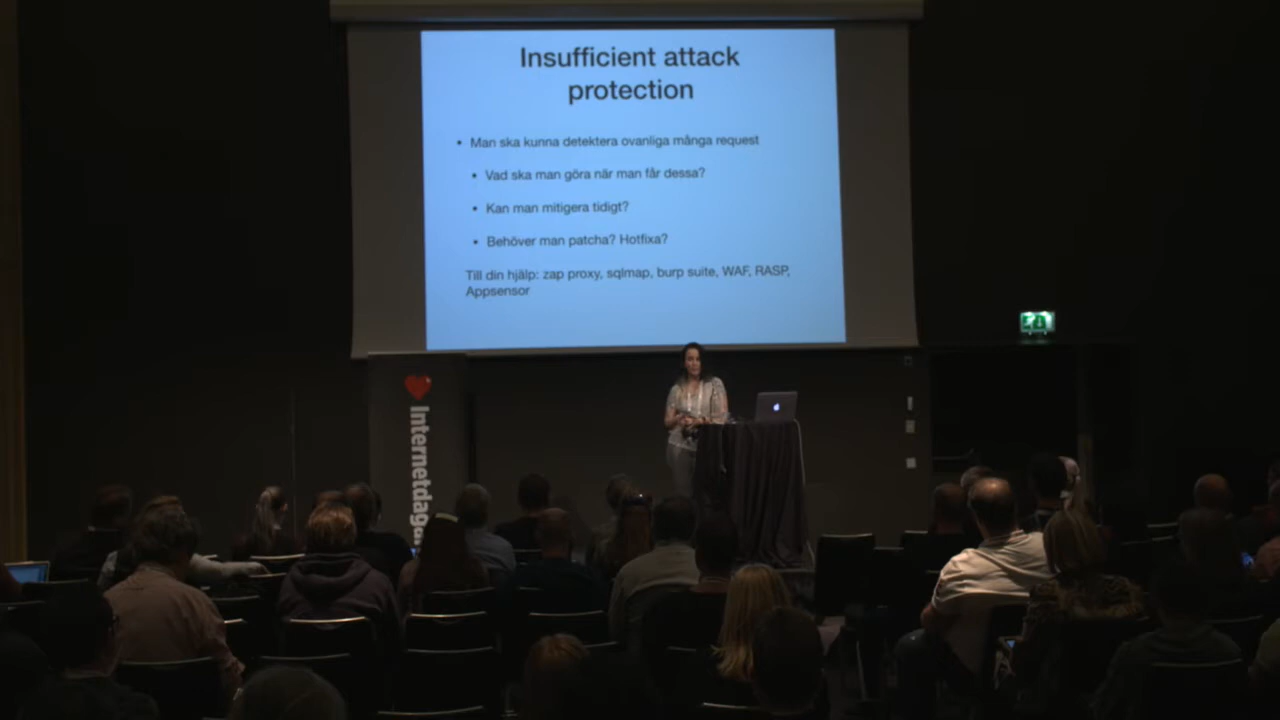 Insufficient attack
protection
• Man ska kunna detektera ovanliga många request
• Vad ska man göra när man får dessa?
• Kan man mitigera tidigt?
• Behöver man patcha? Hotfixa?
Till din hjälp: zap proxy, sqlmap, burp suite, WAF, RASP,
Appsensor
Internetdaga